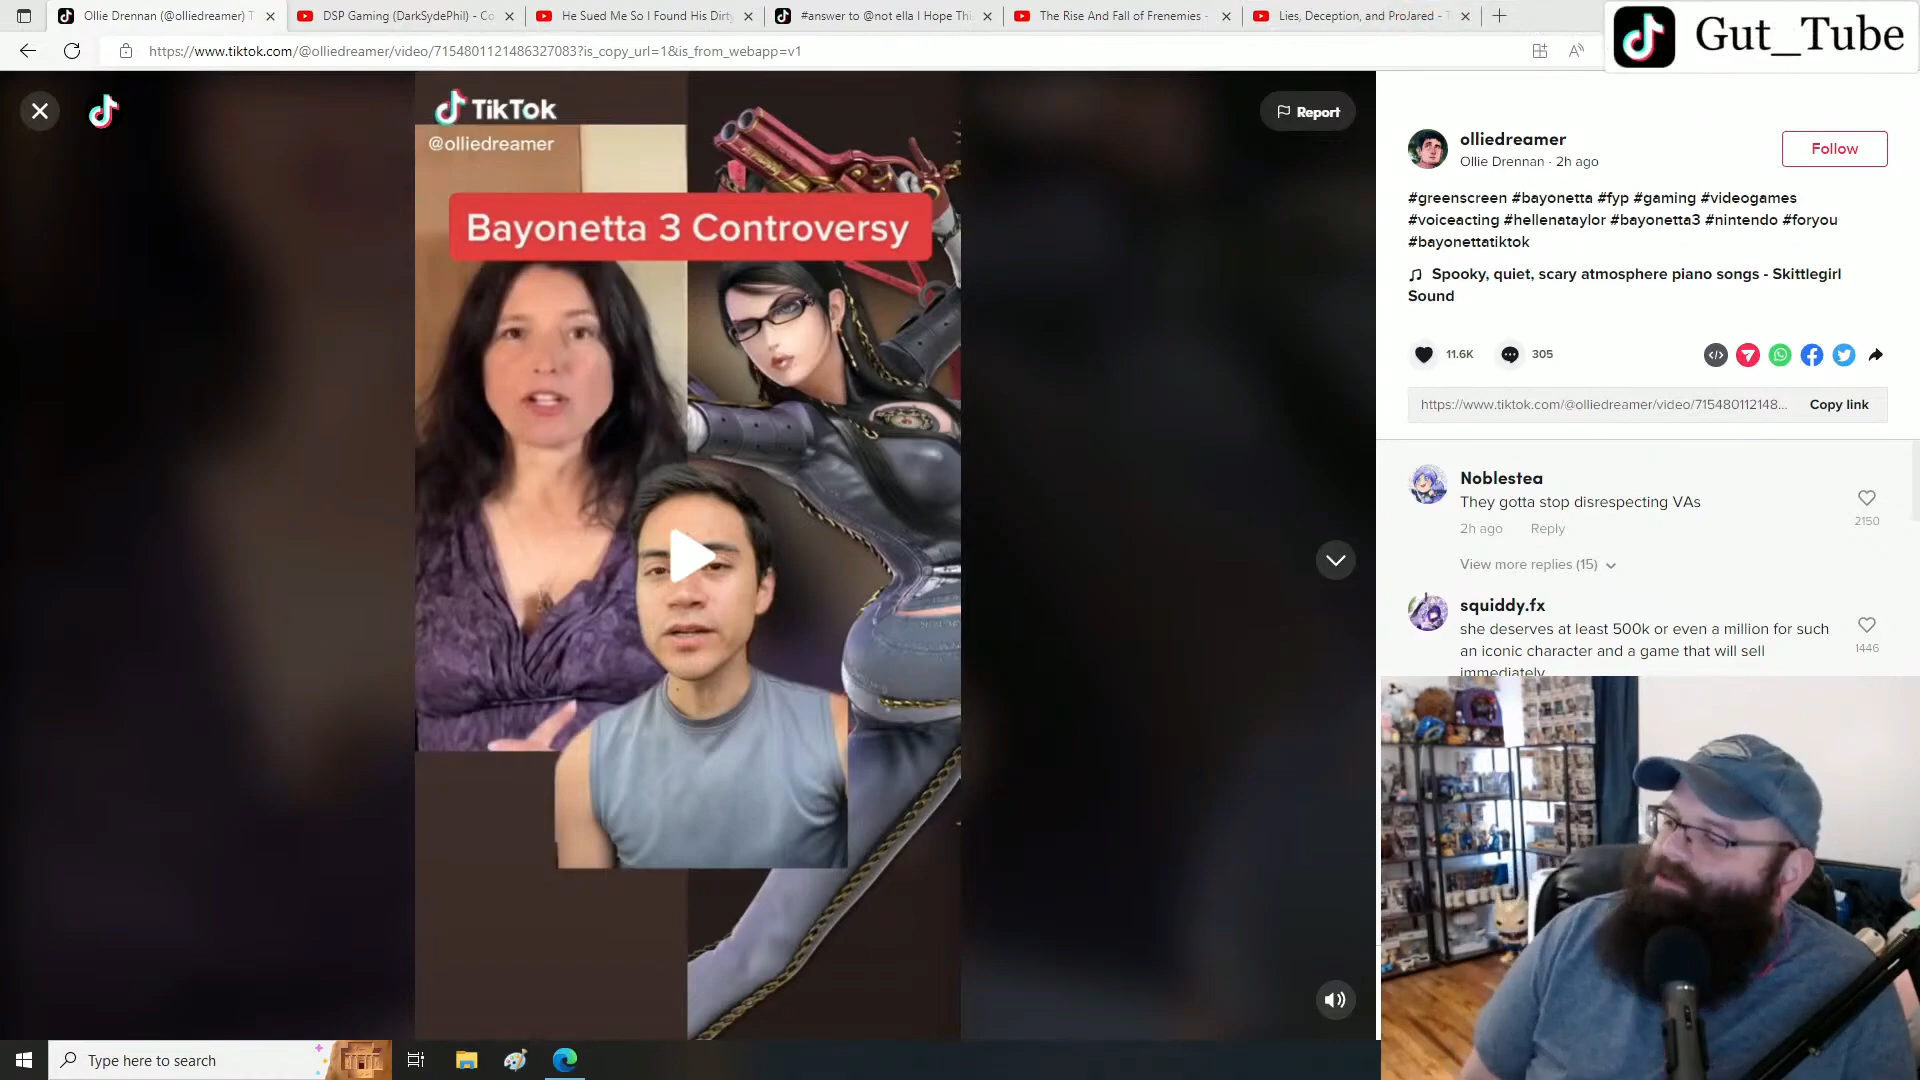 Ollie Drennan (@olliedreamer) T
DSP Gaming (DarkSydePhil) - Co
He Sued Me So I Found His Dirty
#answer to @not ella I Hope Thi
The Rise And Fall of Frenemies -
Lies, Deception, and ProJared - T
https://www.tiktok.com/@olliedreamer/video/7154801121486327083?is_copy_url=1&is_from_webapp=v1
Gut_Tube
TikTok
@olliedreamer
Bayonetta 3 Controversy
Report
olliedreamer
Ollie Drennan · 2h ago
Follow
#greenscreen #bayonetta #fyp #gaming #videogames
#voiceacting #hellenataylor #bayonetta3 #nintendo #foryou
#bayonettatiktok
Spooky, quiet, scary atmosphere piano songs - Skittlegirl
Sound
11.6K
305
https://www.tiktok.com/@olliedreamer/video/715480112148...
Copy link
Noblestea
They gotta stop disrespecting VAs
2150
2h ago Reply
View more replies (15)
squiddy.fx
she deserves at least 500k or even a million for such
an iconic character and a game that will sell
immediately
1446
Type here to search